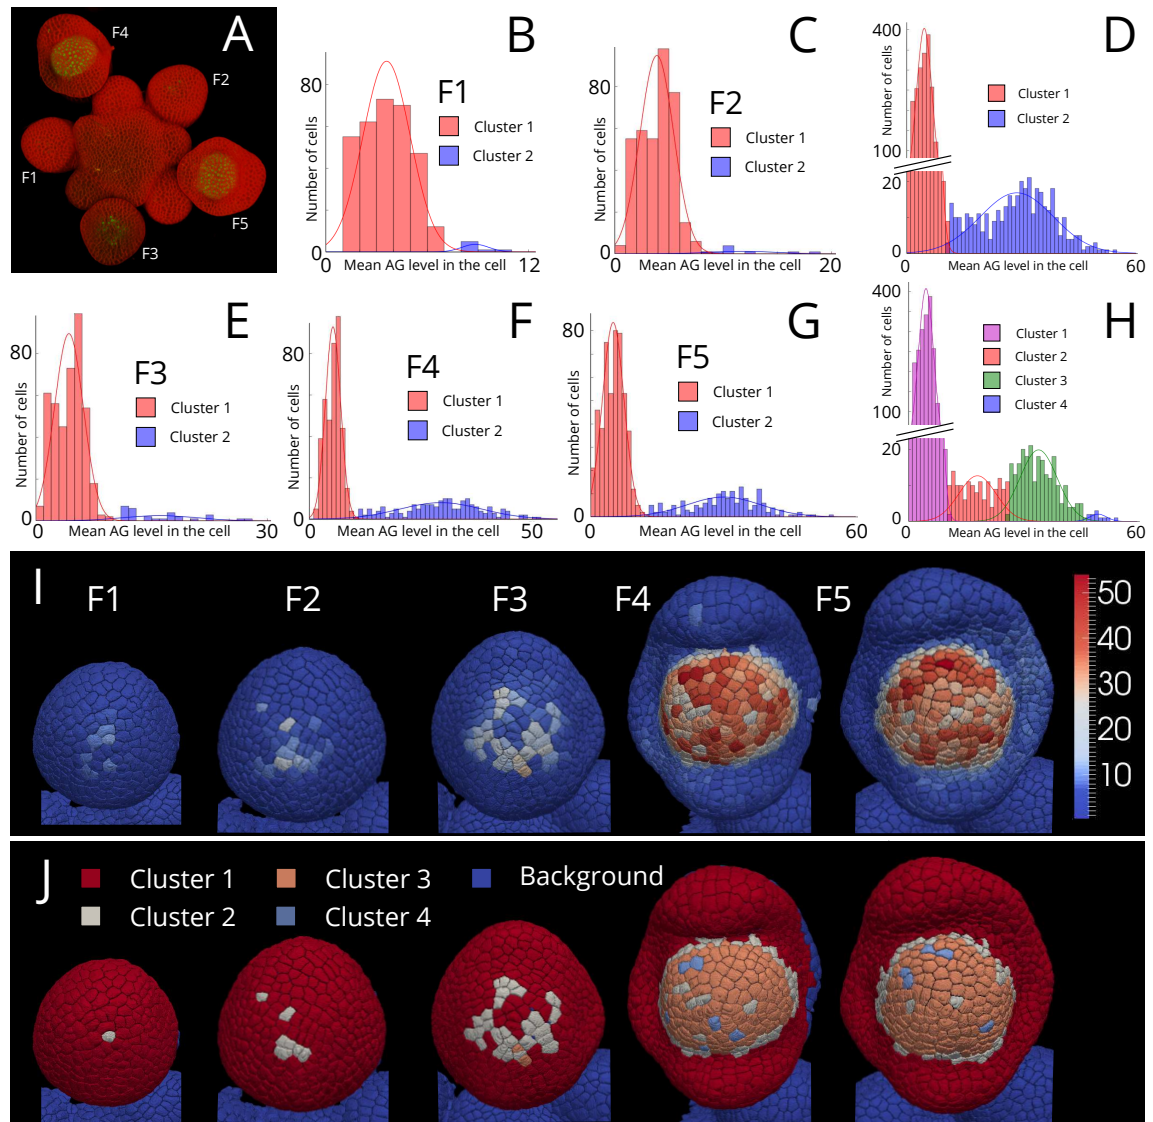 A
F4
F2
F1
F5
F3
B
F1
Cluster 1
Cluster 2
Number of cells
80
0
0
12
Mean AG level in the cell
C
F2
Cluster 1
Cluster 2
Number of cells
80
0
0
20
Mean AG level in the cell
D
Cluster 1
Cluster 2
Number of cells
400
100
20
0
0
60
Mean AG level in the cell
E
F3
Cluster 1
Cluster 2
Number of cells
80
0
0
30
Mean AG level in the cell
F
F4
Cluster 1
Cluster 2
Number of cells
80
0
0
50
Mean AG level in the cell
G
F5
Cluster 1
Cluster 2
Number of cells
80
0
0
60
Mean AG level in the cell
H
Cluster 1
Cluster 2
Cluster 3
Cluster 4
Number of cells
400
100
20
0
0
60
Mean AG level in the cell
I
F1
F2
F3
F4
F5
50
40
30
20
10
J
Cluster 1
Cluster 3
Background
Cluster 2
Cluster 4